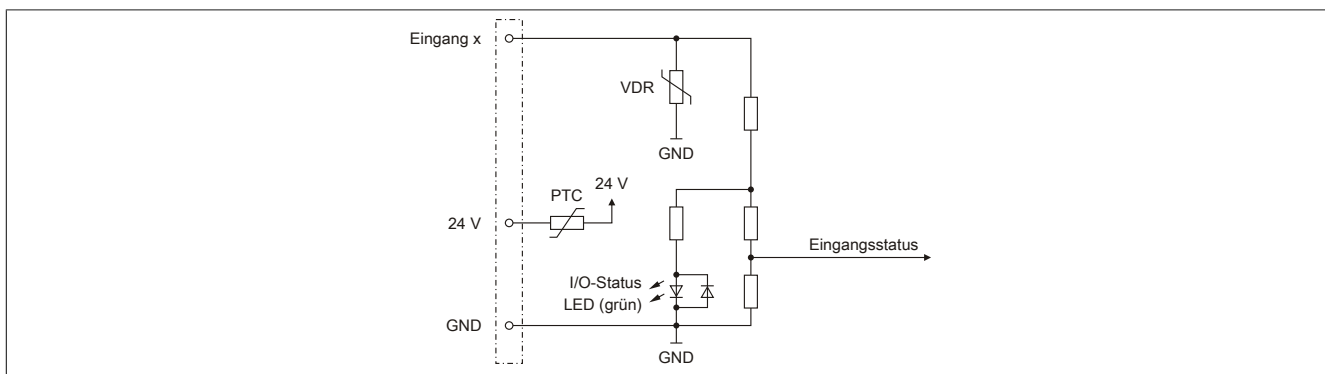 Eingang x
VDR
GND
PTC
24 V
24 V
Eingangsstatus
I/O-Status
LED (grün)
GND
GND